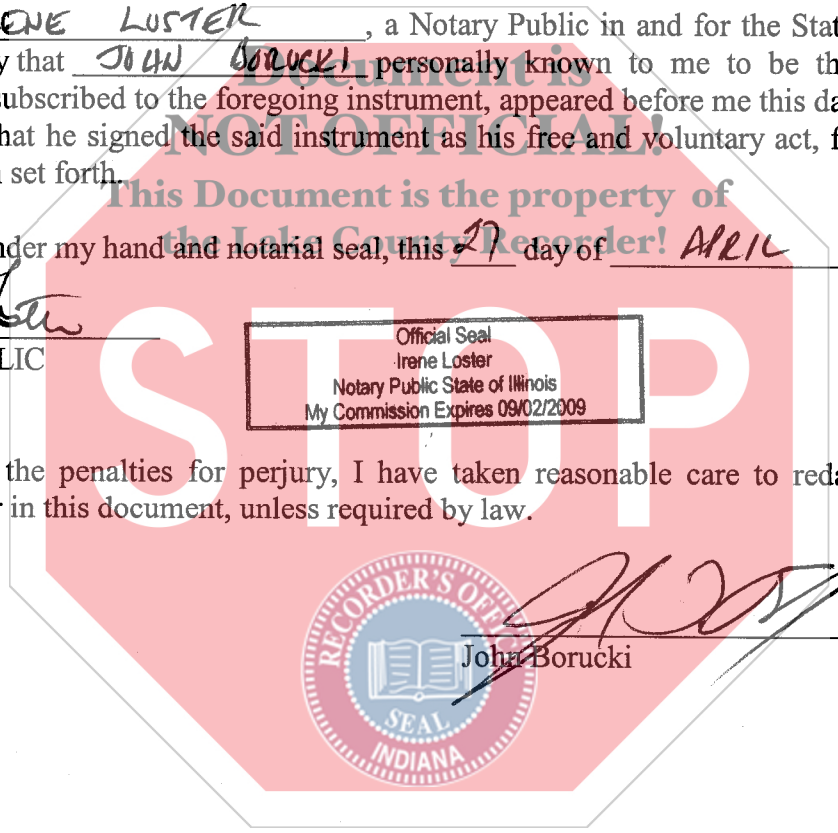 ENE LUSTER, a Notary Public in and for the Stat
y that JOHN BORUCKI personally known to me to be th
Document is
subscribed to the foregoing instrument, appeared before me this da
NOT OFFICIAL!
hat he signed the said instrument as his free and voluntary act, f
n set forth.
This Document is the property of
the Lake County Recorder!
nder my hand and notarial seal, this 27 day of APRIL
STOP
LIC
Official Seal
Irene Loster
Notary Public State of Illinois
My Commission Expires 09/02/2009
the penalties for perjury, I have taken reasonable care to reda
r in this document, unless required by law.
RECORDER'S OFFICE
SEAL
INDIANA
John Borucki